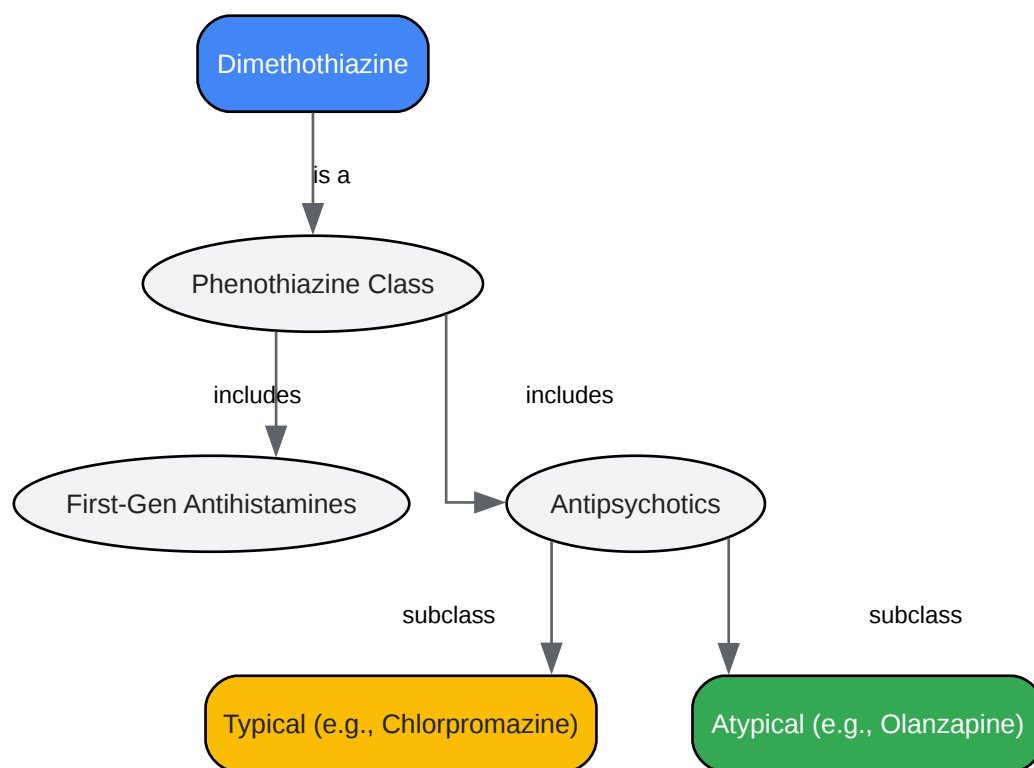 Dimethothiazine
is a
Phenothiazine Class
includes
includes
First-Gen Antihistamines
Antipsychotics
subclass
subclass
Typical (e.g., Chlorpromazine)
Atypical (e.g., Olanzapine)